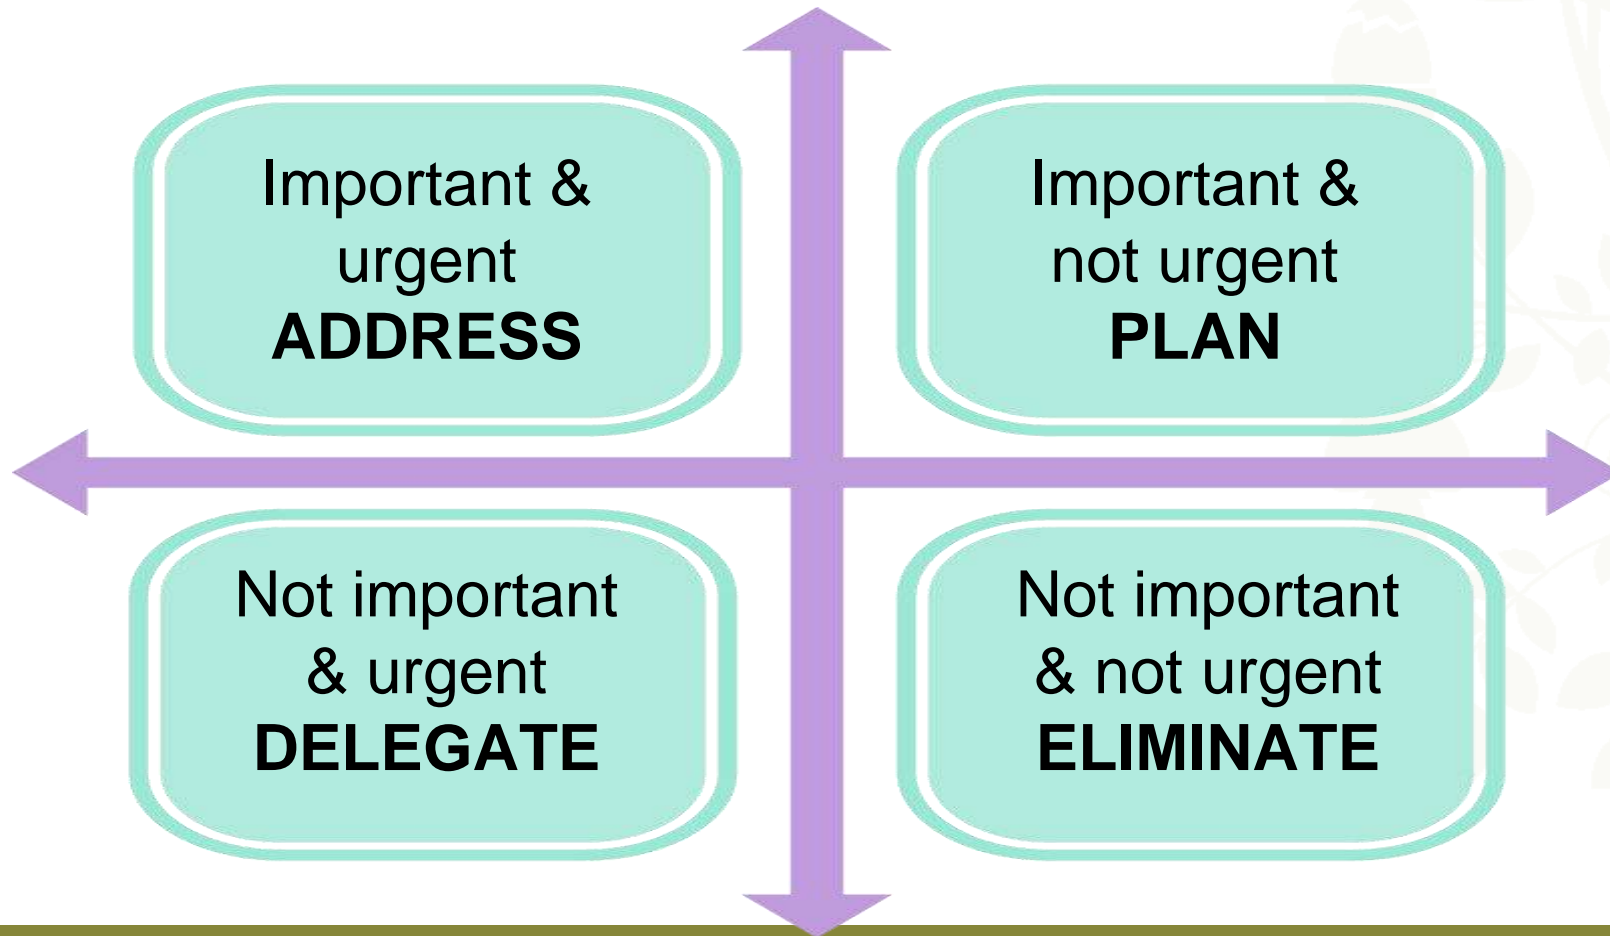 Important &
urgent
ADDRESS
Important &
not urgent
PLAN
Not important
& urgent
DELEGATE
Not important
& not urgent
ELIMINATE